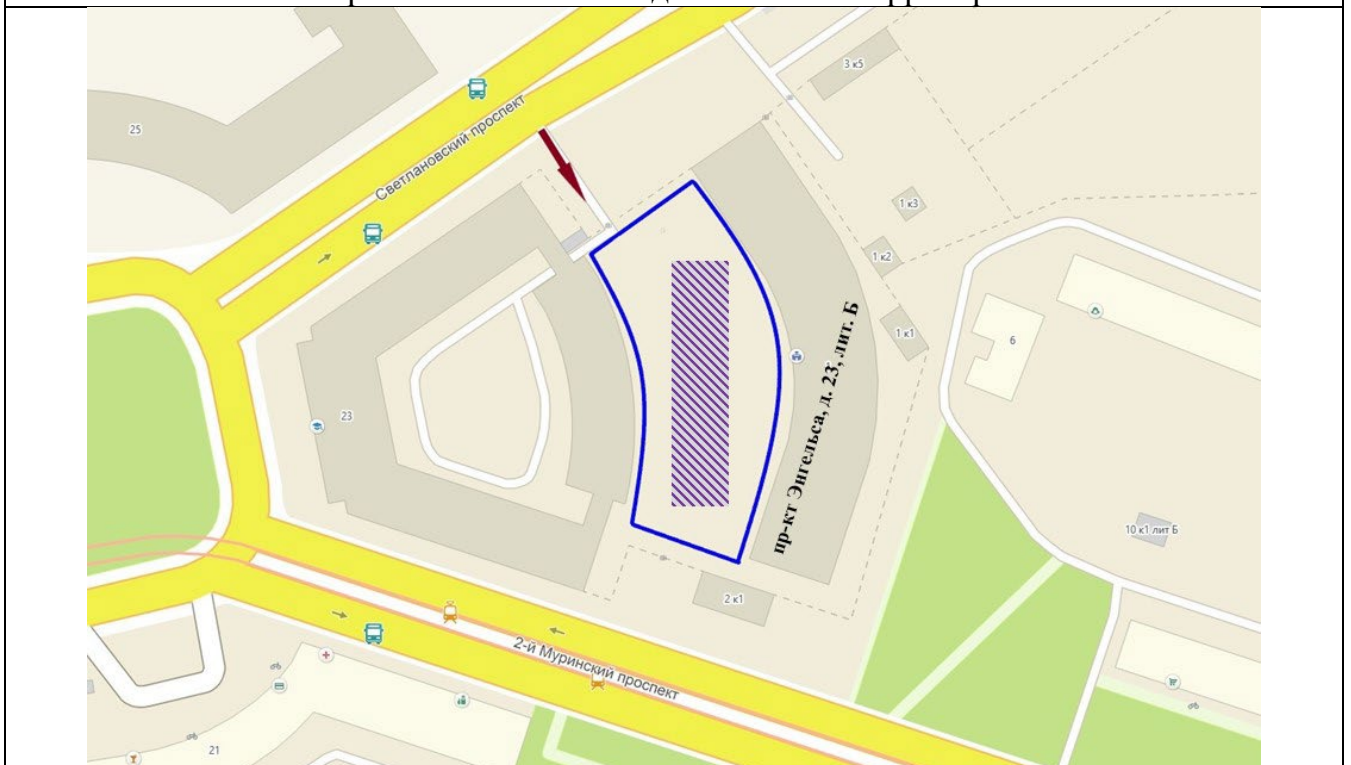 3 к5
25
Светлановский проспект
1 к3
1 к2
1 к1
6
пр-кт Энгельса, д. 23, лит. Б
23
10 к1 лит Б
2 к1
2-й Муринский проспект
21